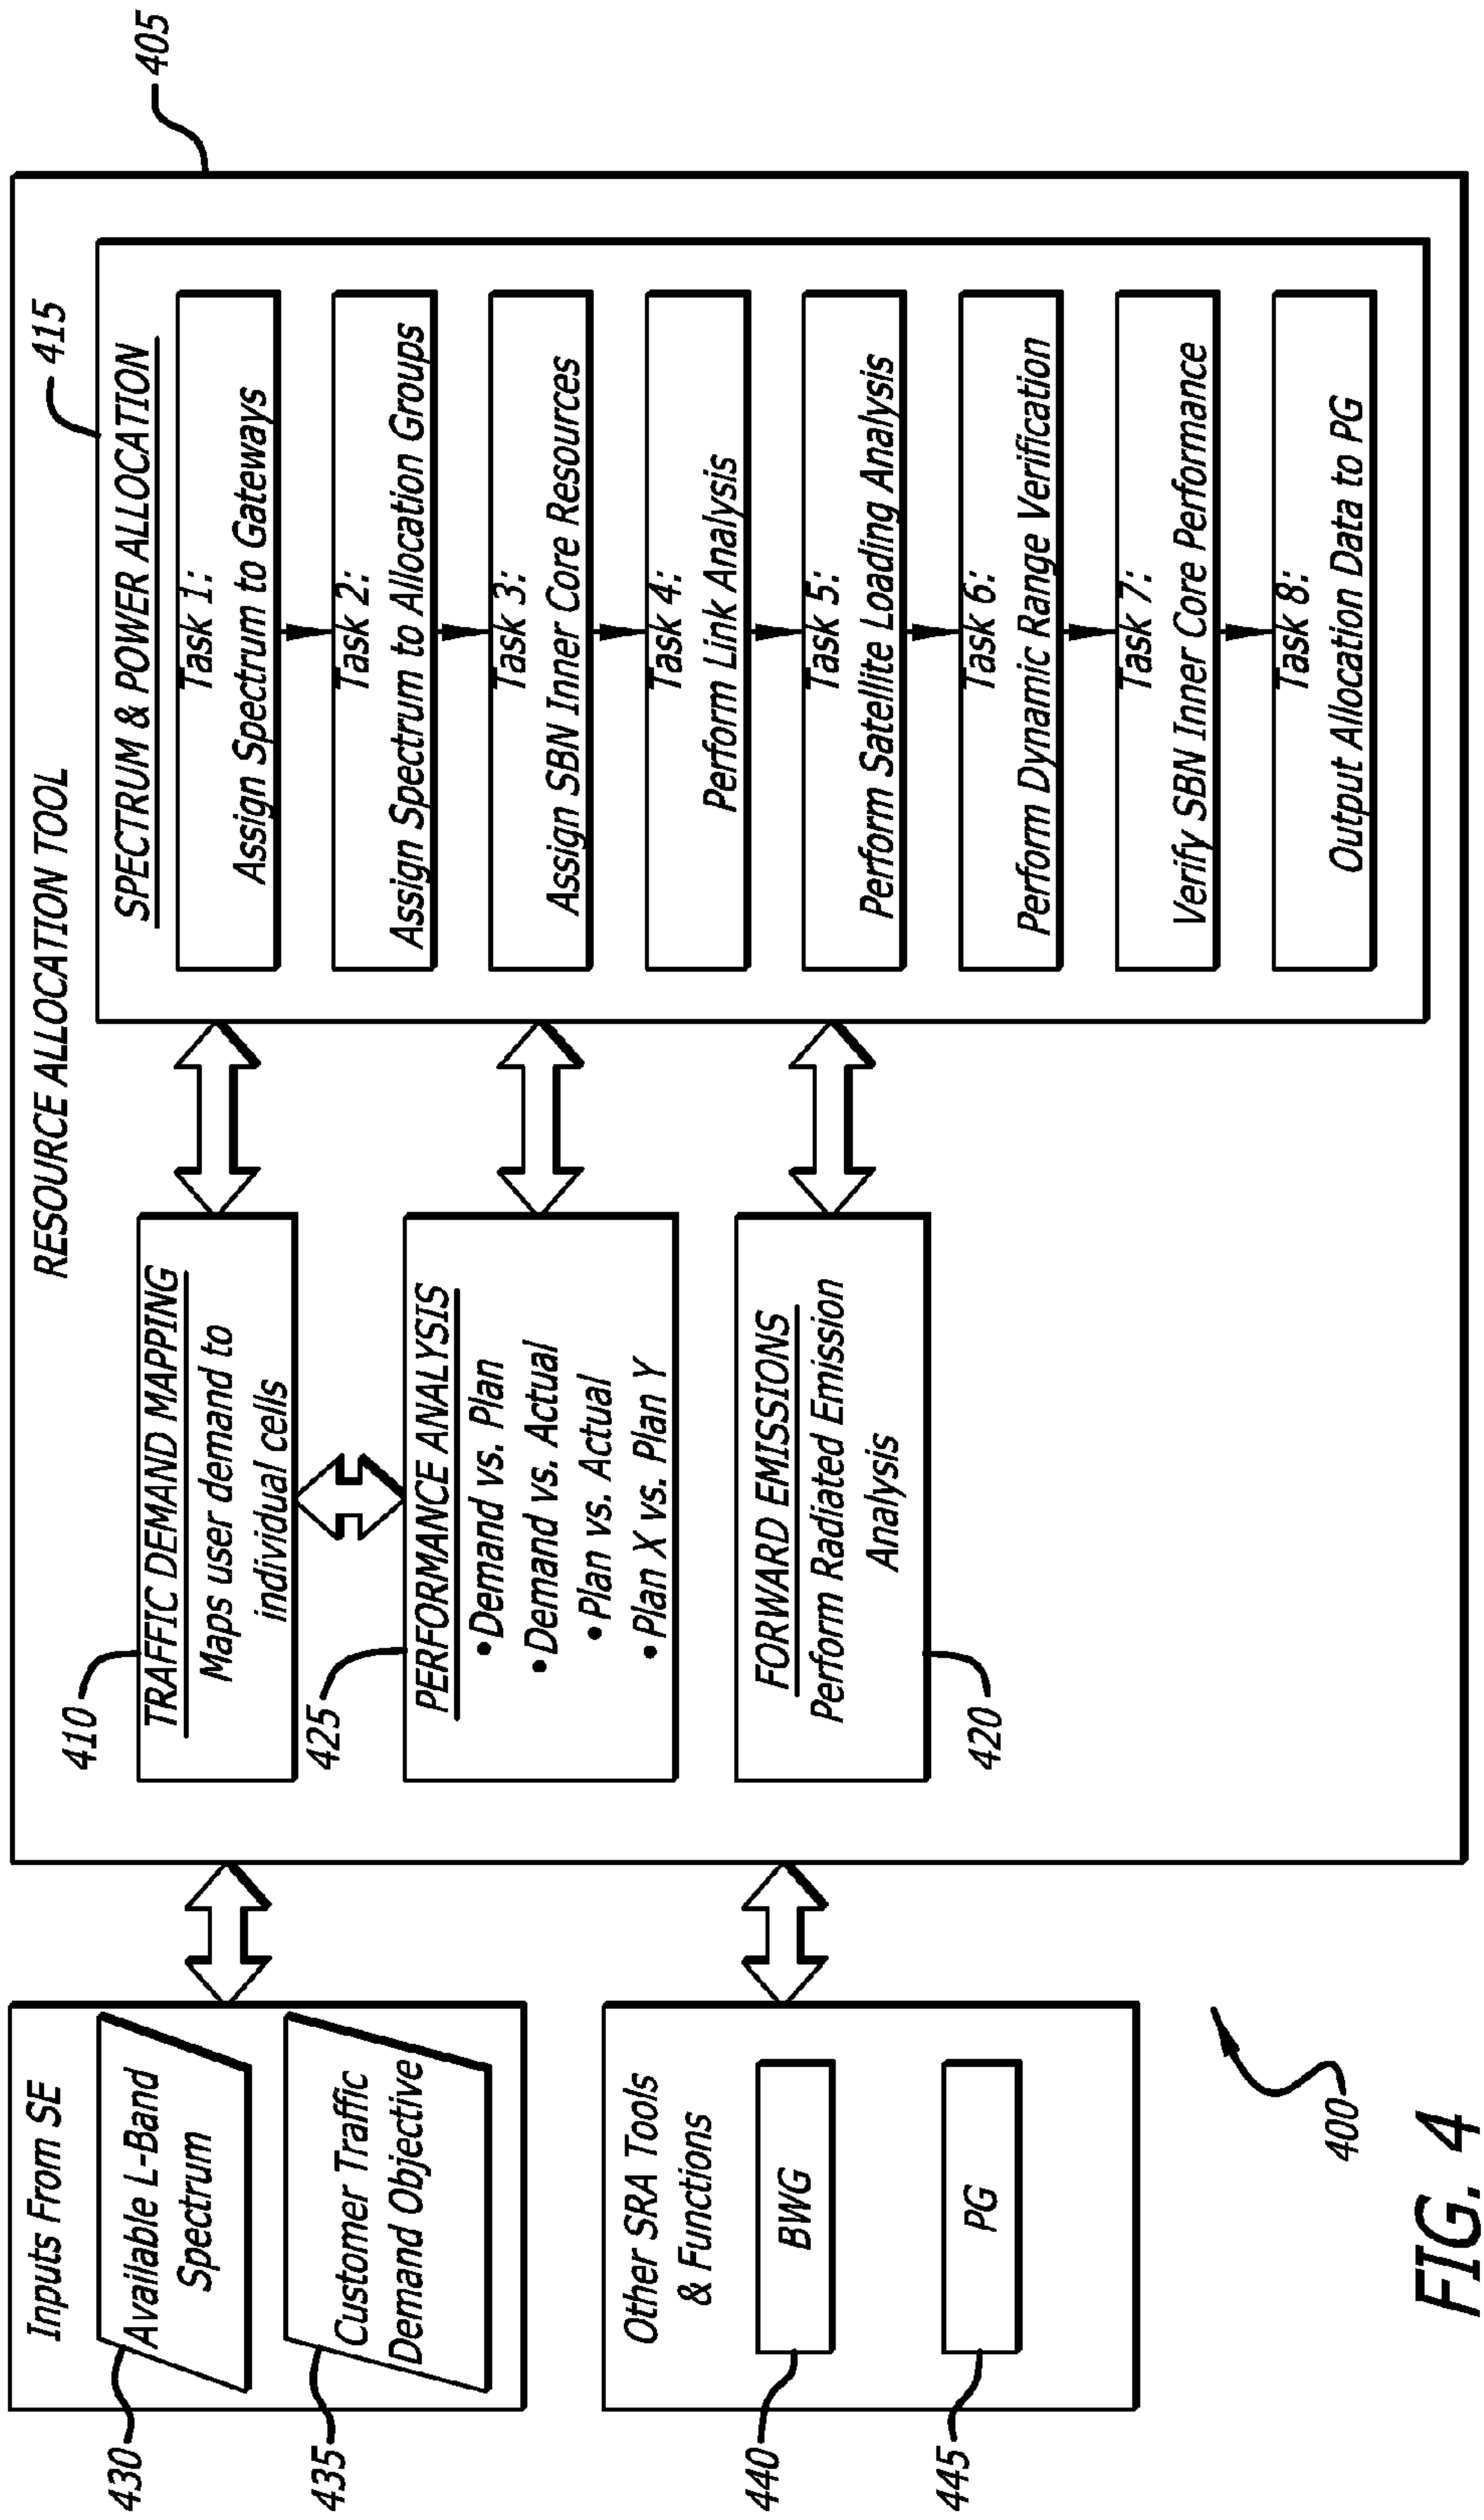 405
RESOURCE ALLOCATION TOOL
415
SPECTRUM & POWER ALLOCATION
Task 1:
Assign Spectrum to Gateways
Task 2:
Assign Spectrum to Allocation Groups
Task 3:
Assign SBN Inner Core Resources
Task 4:
Perform Link Analysis
Task 5:
Perform Satellite Loading Analysis
Task 6:
Perform Dynamic Range Verification
Task 7:
Verify SBN Inner Core Performance
Task 8:
Output Allocation Data to PG
410
TRAFFIC DEMAND MAPPING
Maps user demand to
individual cells
425
PERFORMANCE ANALYSIS
•Demand vs. Plan
•Demand vs. Actual
•Plan vs. Actual
•Plan X vs. Plan Y
FORWARD EMISSIONS
Perform Radiated Emission
Analysis
420
Inputs From SE
Available L-Band
Spectrum
430
Customer Traffic
Demand Objective
435
Other SRA Tools
& Functions
BWG
440
PG
445
400
FIG. 4